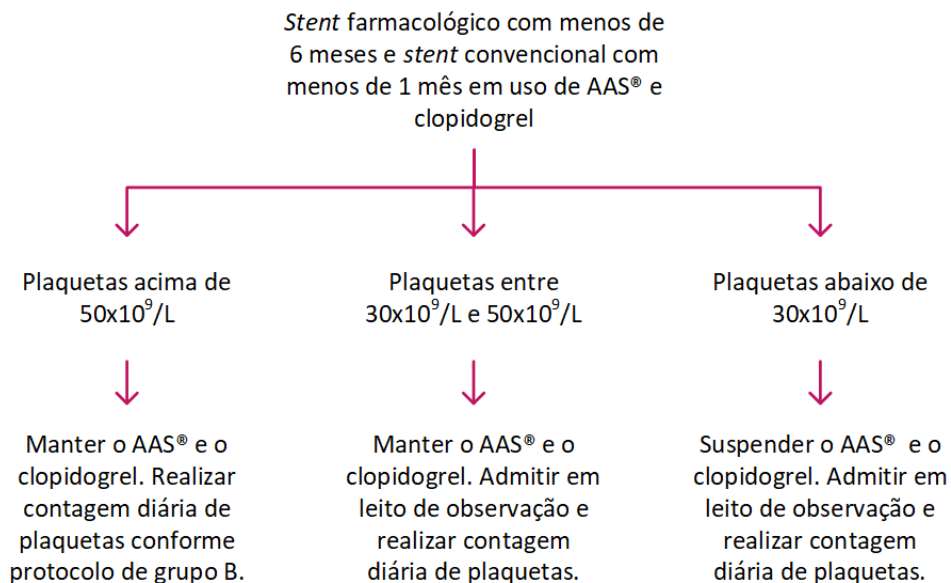 Stent farmacológico com menos de
6 meses e stent convencional com
menos de 1 mês em uso de AAS® e
clopidogrel
Plaquetas acima de
50x10⁹/L
Plaquetas entre
30x10⁹/L e 50x10⁹/L
Plaquetas abaixo de
30x10⁹/L
Manter o AAS® e o
clopidogrel. Realizar
contagem diária de
plaquetas conforme
protocolo de grupo B.
Manter o AAS® e o
clopidogrel. Admitir em
leito de observação e
realizar contagem
diária de plaquetas.
Suspender o AAS® e o
clopidogrel. Admitir em
leito de observação e
realizar contagem
diária de plaquetas.